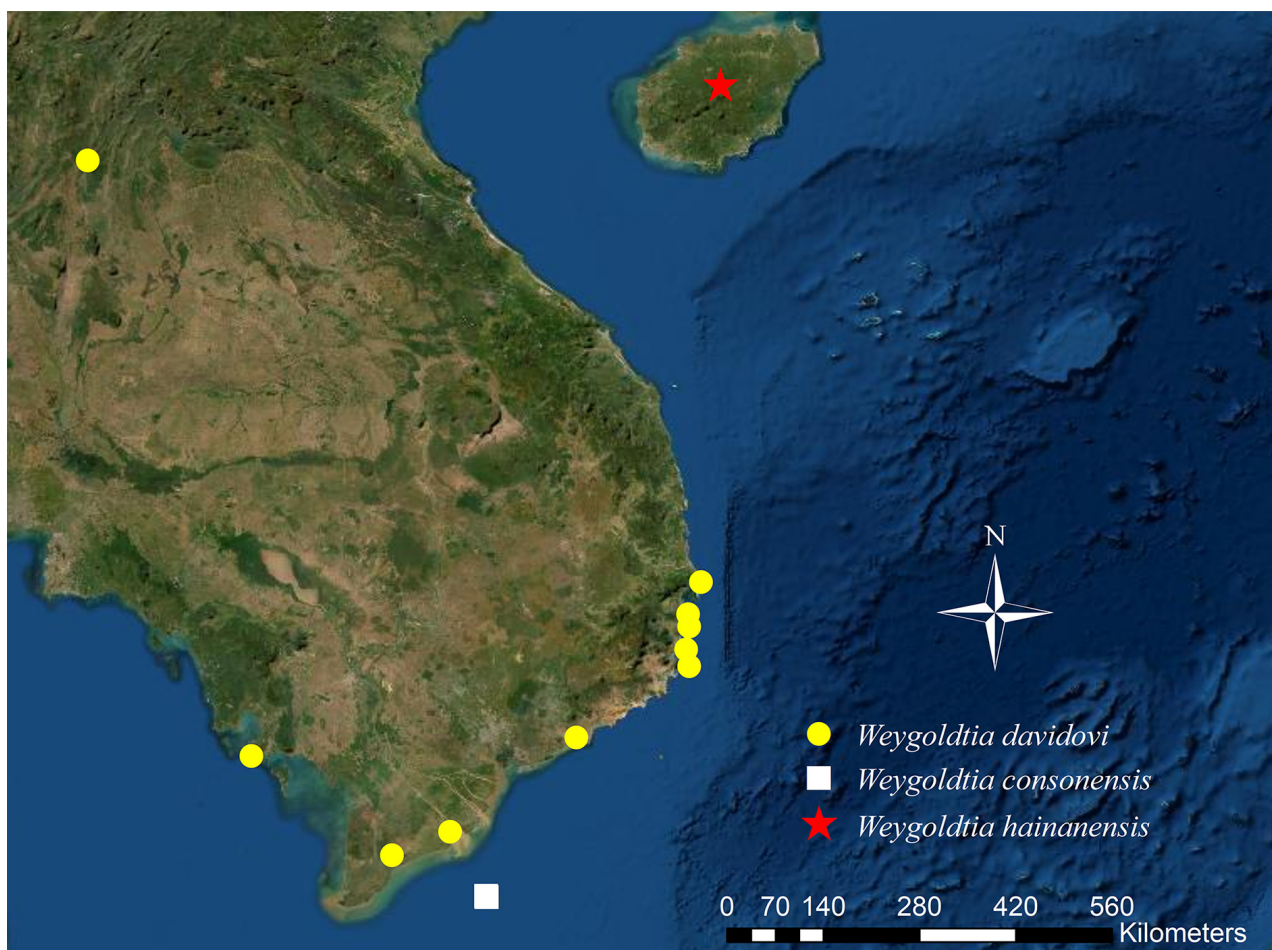 N
Weygoldtia davidovi
Weygoldtia consonensis
Weygoldtia hainanensis
0 70 140 280 420 560
Kilometers